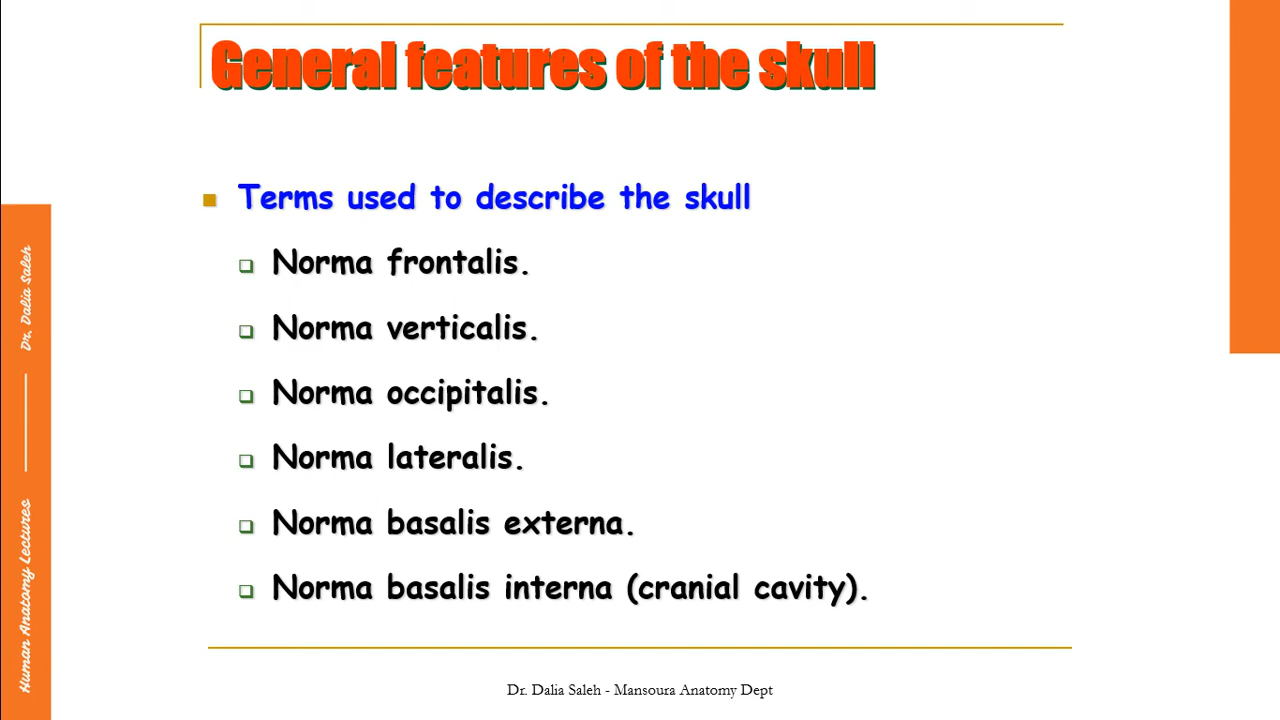 General features of the skull
Terms used to describe the skull
Norma frontalis.
Norma verticalis.
Norma occipitalis.
Norma lateralis.
Norma basalis externa.
Norma basalis interna (cranial cavity).
Dr. Dalia Saleh - Mansoura Anatomy Dept
Human Anatomy Lectures
Dr. Dalia Saleh